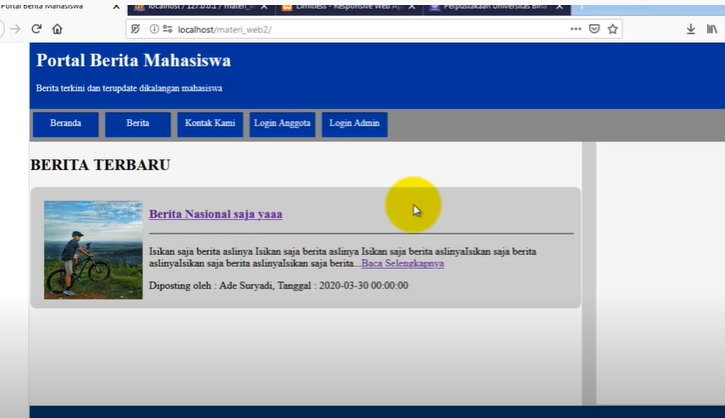 Portal Berita Mahasiswa
localhost / 127.0.0.1 / materi_w
Limitless - Responsive Web Ap
Perpustakaan Universitas Bina
localhost/materi_web2/
Portal Berita Mahasiswa
Berita terkini dan terupdate dikalangan mahasiswa
Beranda
Berita
Kontak Kami
Login Anggota
Login Admin
BERITA TERBARU
Berita Nasional saja yaaa
Isikan saja berita aslinya Isikan saja berita aslinya Isikan saja berita aslinyaIsikan saja berita
aslinyaIsikan saja berita aslinyaIsikan saja berita...Baca Selengkapnya
Diposting oleh : Ade Suryadi, Tanggal : 2020-03-30 00:00:00